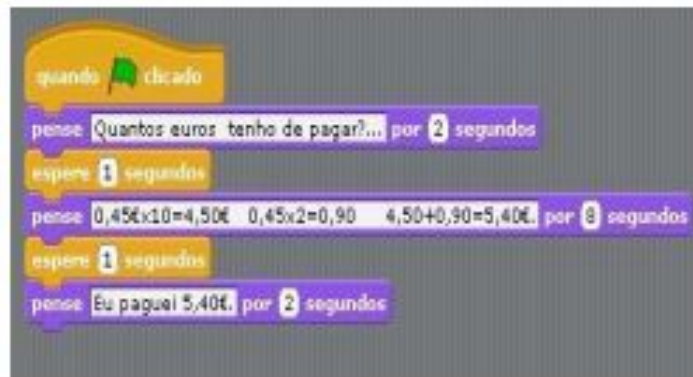 quando clicado
pense Quantos euros tenho de pagar?... por 2 segundos
espere 1 segundos
pense 0,45€x10=4,50€ 0,45x2=0,90 4,50+0,90=5,40€. por 8 segundos
espere 1 segundos
pense Eu paguei 5,40€. por 2 segundos